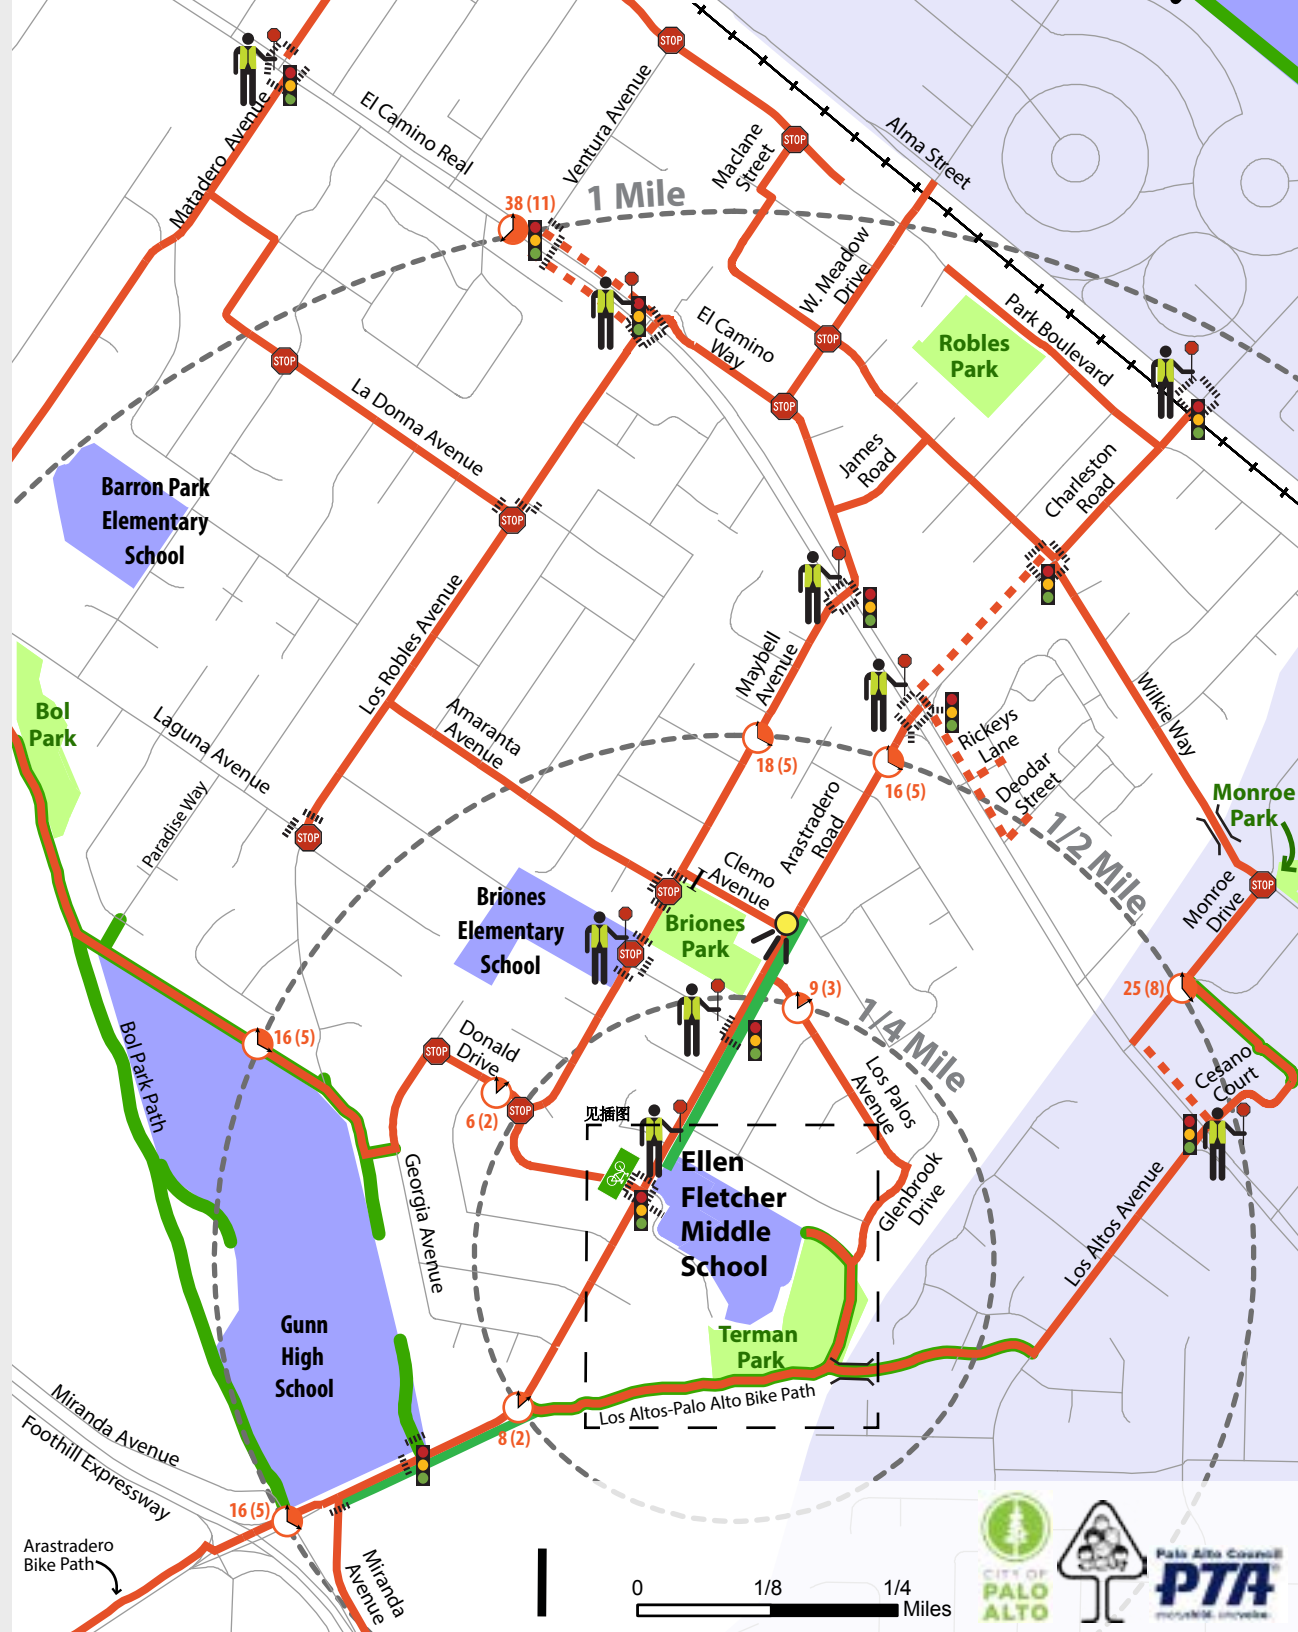 El Camino Real
Ventura Avenue
STOP
Maclane
Street
STOP
Alma Street
Matadero Avenue
38 (11)
1 Mile
W. Meadow
Drive
El Camino
Way
STOP
Park Boulevard
Robles
Park
STOP
La Donna Avenue
STOP
James
Road
Charleston
Road
Barron Park
Elementary
School
STOP
Los Robles Avenue
Maybell
Avenue
Wilkie Way
Bol
Park
Laguna Avenue
Amaranta
Avenue
Rickeys
Lane
Deodar
Street
18 (5)
16 (5)
Paradise Way
STOP
Arastradero
Road
1/2 Mile
Monroe
Park
Clemo
Avenue
STOP
Monroe
Drive
STOP
Briones
Elementary
School
Briones
Park
STOP
9 (3)
25 (8)
1/4 Mile
16 (5)
Bol Park Path
Donald
Drive
STOP
6 (2)
STOP
Los Palos
Avenue
Cesano
Court
见插图
Ellen
Fletcher
Middle
School
Georgia Avenue
Glenbrook
Drive
Los Altos Avenue
Gunn
High
School
Terman
Park
Los Altos-Palo Alto Bike Path
8 (2)
Miranda Avenue
Foothill Expressway
16 (5)
Arastradero
Bike Path
Miranda
Avenue
0 1/8 1/4
Miles
CITY OF
PALO
ALTO
Palo Alto Council
PTA
everychild. onevoice.